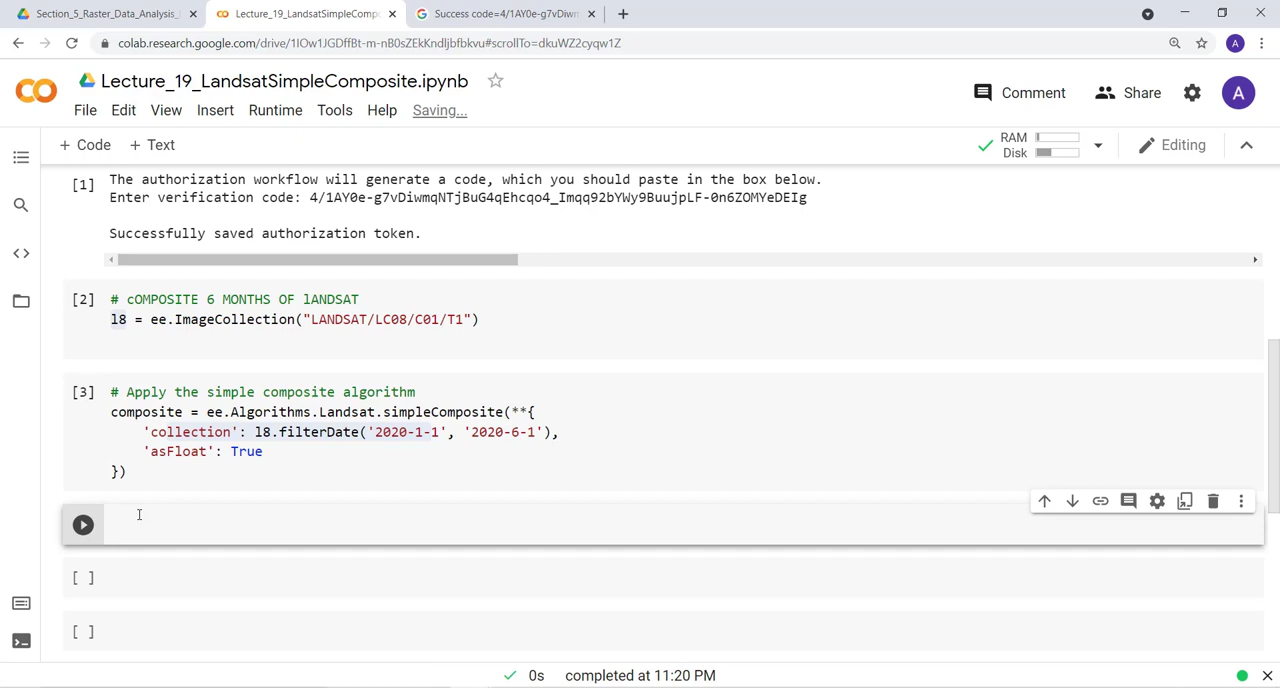 Section_5_Raster_Data_Analysis_
Lecture_19_LandsatSimpleCompo
Success code=4/1AY0e-g7vDiwm
colab.research.google.com/drive/1IOw1JGDffBt-m-nB0sZEkKndljbfbkvu#scrollTo=dkuWZ2cyqw1Z
A
CO
Lecture_19_LandsatSimpleComposite.ipynb
Comment
Share
A
File Edit View Insert Runtime Tools Help Saving...
+ Code + Text
RAM
Disk
Editing
[1]
The authorization workflow will generate a code, which you should paste in the box below.
Enter verification code: 4/1AY0e-g7vDiwmqNTjBuG4qEhcqo4_Imqq92bYWy9BuujpLF-0n6ZOMYeDEIg
Successfully saved authorization token.
[2] # cOMPOSITE 6 MONTHS OF lANDSAT
l8 = ee.ImageCollection("LANDSAT/LC08/C01/T1")
[3] # Apply the simple composite algorithm
composite = ee.Algorithms.Landsat.simpleComposite(**{
'collection': l8.filterDate('2020-1-1', '2020-6-1'),
'asFloat': True
})
[ ]
[ ]
0s completed at 11:20 PM